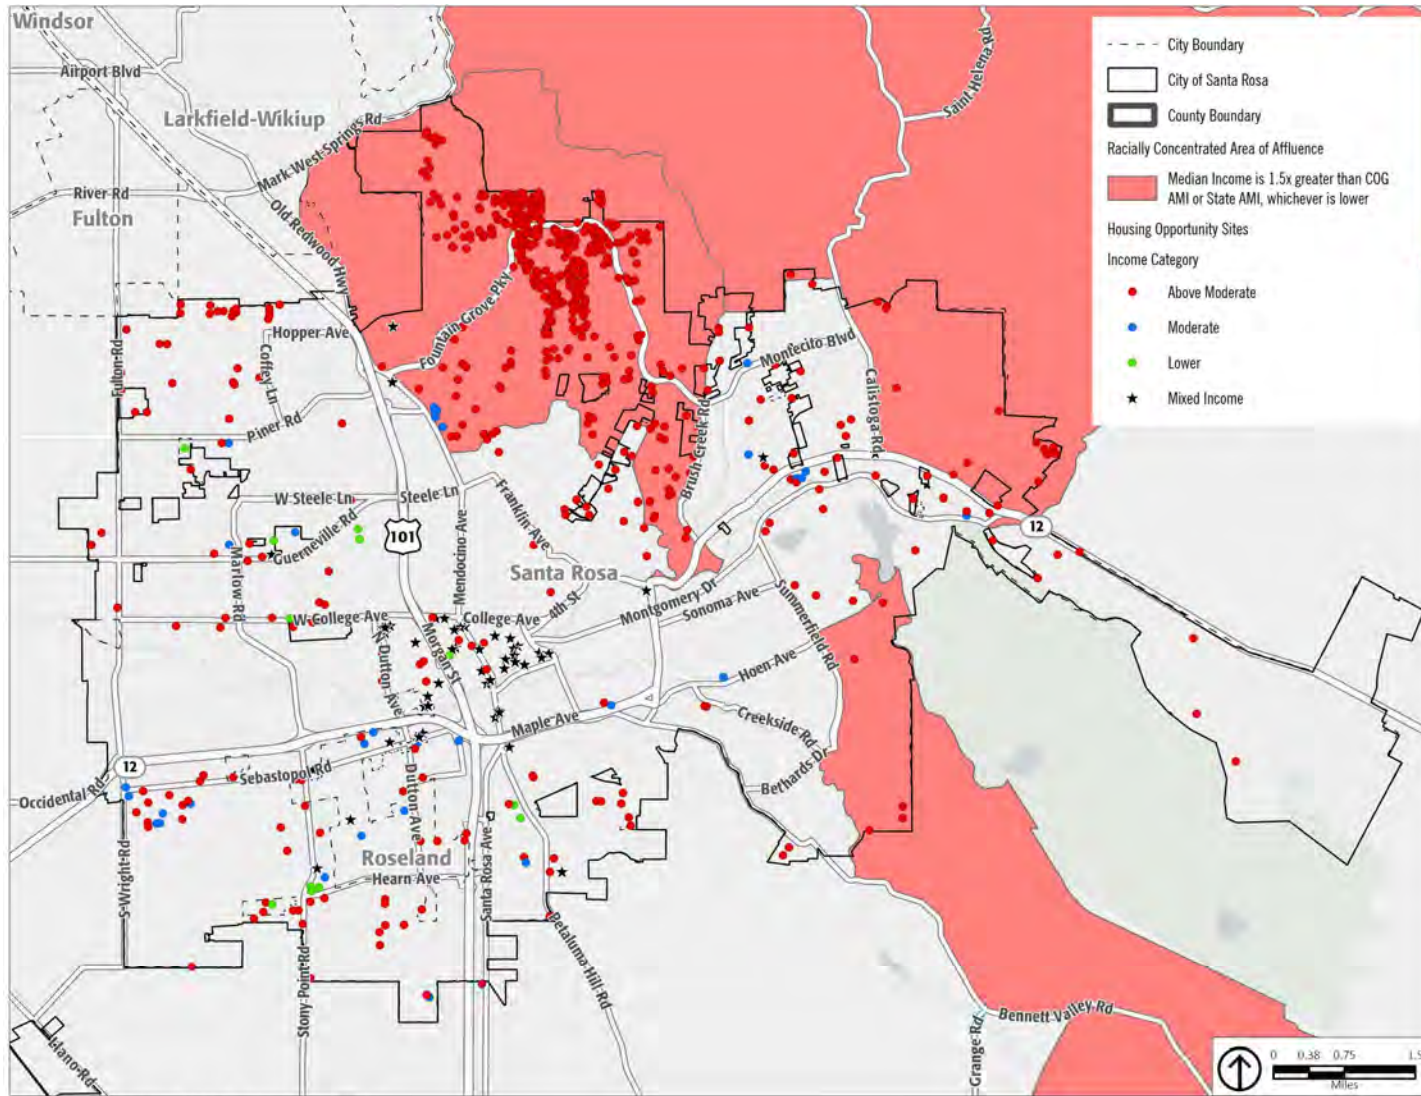 Windsor
Airport Blvd
Larkfield-Wikiup
Mark West Springs Rd
River Rd
Fulton
Old Redwood Hwy
Saint Helena Rd
City Boundary
City of Santa Rosa
County Boundary
Racially Concentrated Area of Affluence
Median Income is 1.5x greater than COG
AMI or State AMI, whichever is lower
Housing Opportunity Sites
Income Category
Above Moderate
Moderate
Lower
Mixed Income
Hopper Ave
Fulton Rd
Coffey Ln
Fountain Grove Pky
Montecito Blvd
Calistoga Rd
Piner Rd
Brush Creek Rd
W Steele Ln
Steele Ln
Franklin Ave
Guerneville Rd
101
12
Marlow Rd
Mendocino Ave
Santa Rosa
W College Ave
College Ave
4th St
Montgomery Dr
Sonoma Ave
Summerfield Rd
N Dutton Ave
Morgan St
Hoen Ave
Maple Ave
Creekside Rd
Bethards Dr
12
Sebastopol Rd
Occidental Rd
Dutton Ave
S Wright Rd
Roseland
Hearn Ave
Santa Rosa Ave
Petaluma Hill Rd
Stony Point Rd
Llano Rd
Grange Rd
Bennett Valley Rd
0 0.38 0.75 1.5
Miles